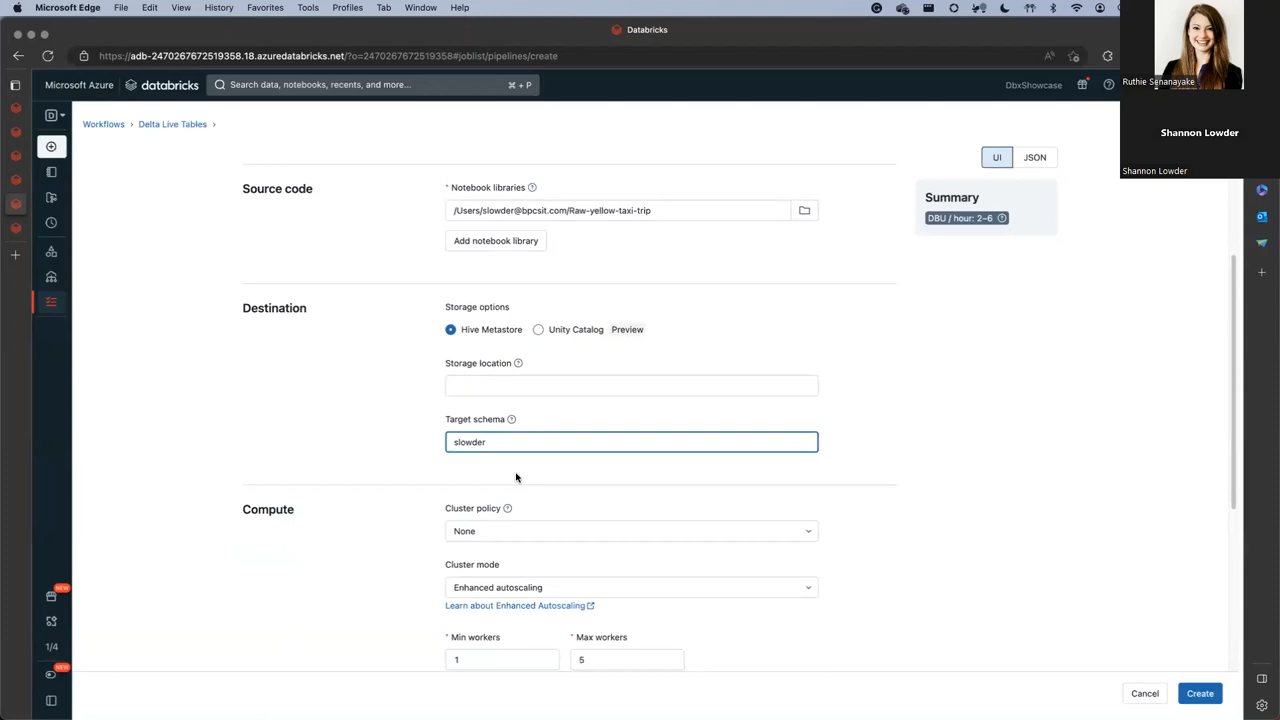 Microsoft Edge File Edit View History Favorites Tools Profiles Tab Window Help
Databricks
https://adb-2470267672519358.18.azuredatabricks.net/?o=2470267672519358#joblist/pipelines/create
Ruthie Senanayake
Microsoft Azure databricks Search data, notebooks, recents, and more... ⌘ + P DbxShowcase
Shannon Lowder
Shannon Lowder
Workflows › Delta Live Tables ›
UI JSON
Source code
* Notebook libraries
/Users/slowder@bpcsit.com/Raw-yellow-taxi-trip
Add notebook library
Summary
DBU / hour: 2–6
Destination
Storage options
Hive Metastore Unity Catalog Preview
Storage location
Target schema
slowder
Compute
Cluster policy
None
Cluster mode
Enhanced autoscaling
Learn about Enhanced Autoscaling
* Min workers * Max workers
1 5
NEW
1/4
NEW
Cancel Create